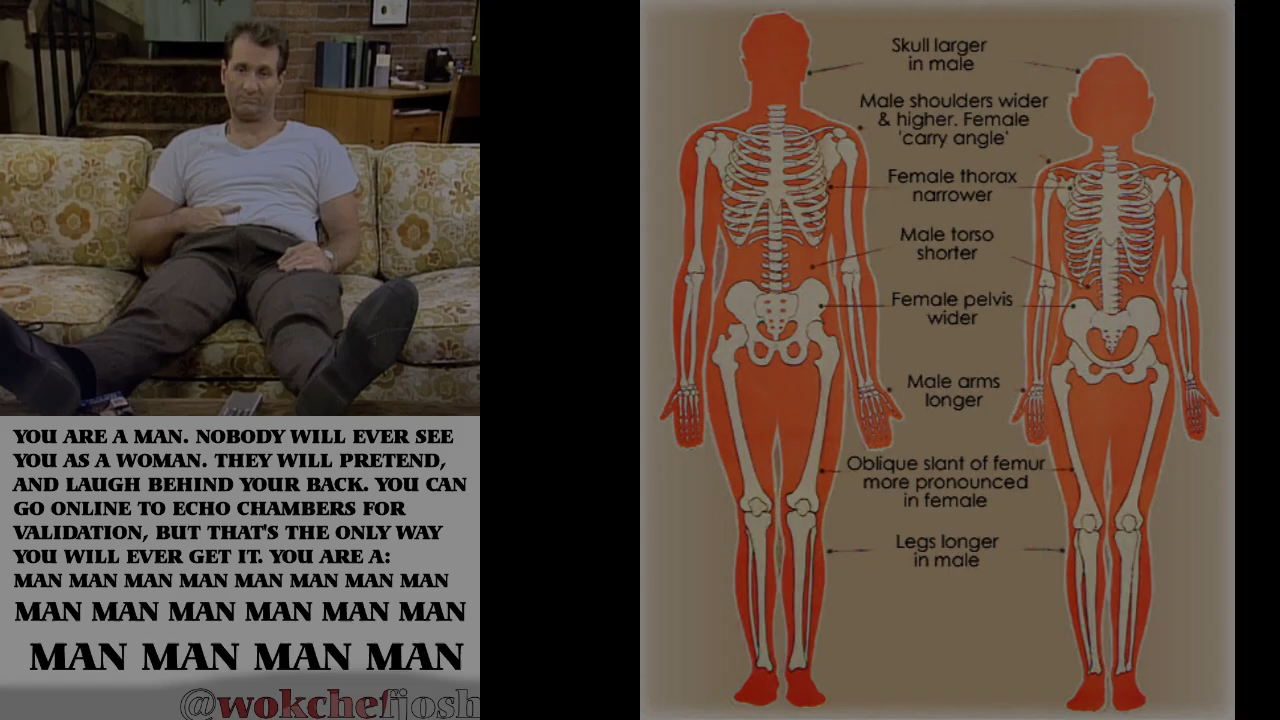 YOU ARE A MAN. NOBODY WILL EVER SEE
YOU AS A WOMAN. THEY WILL PRETEND,
AND LAUGH BEHIND YOUR BACK. YOU CAN
GO ONLINE TO ECHO CHAMBERS FOR
VALIDATION, BUT THAT'S THE ONLY WAY
YOU WILL EVER GET IT. YOU ARE A:
MAN MAN MAN MAN MAN MAN MAN MAN
MAN MAN MAN MAN MAN MAN
MAN MAN MAN MAN
@wokchefjosh
Skull larger
in male
Male shoulders wider
& higher. Female
'carry angle'
Female thorax
narrower
Male torso
shorter
Female pelvis
wider
Male arms
longer
Oblique slant of femur
more pronounced
in female
Legs longer
in male